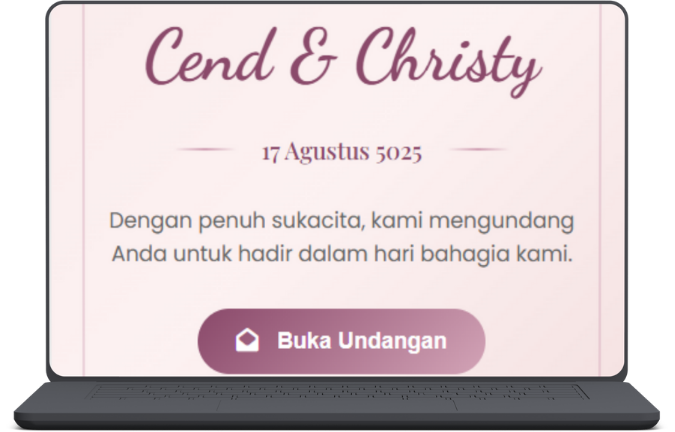 Cend & Christy
17 Agustus 5025
Dengan penuh sukacita, kami mengundang
Anda untuk hadir dalam hari bahagia kami.
Buka Undangan